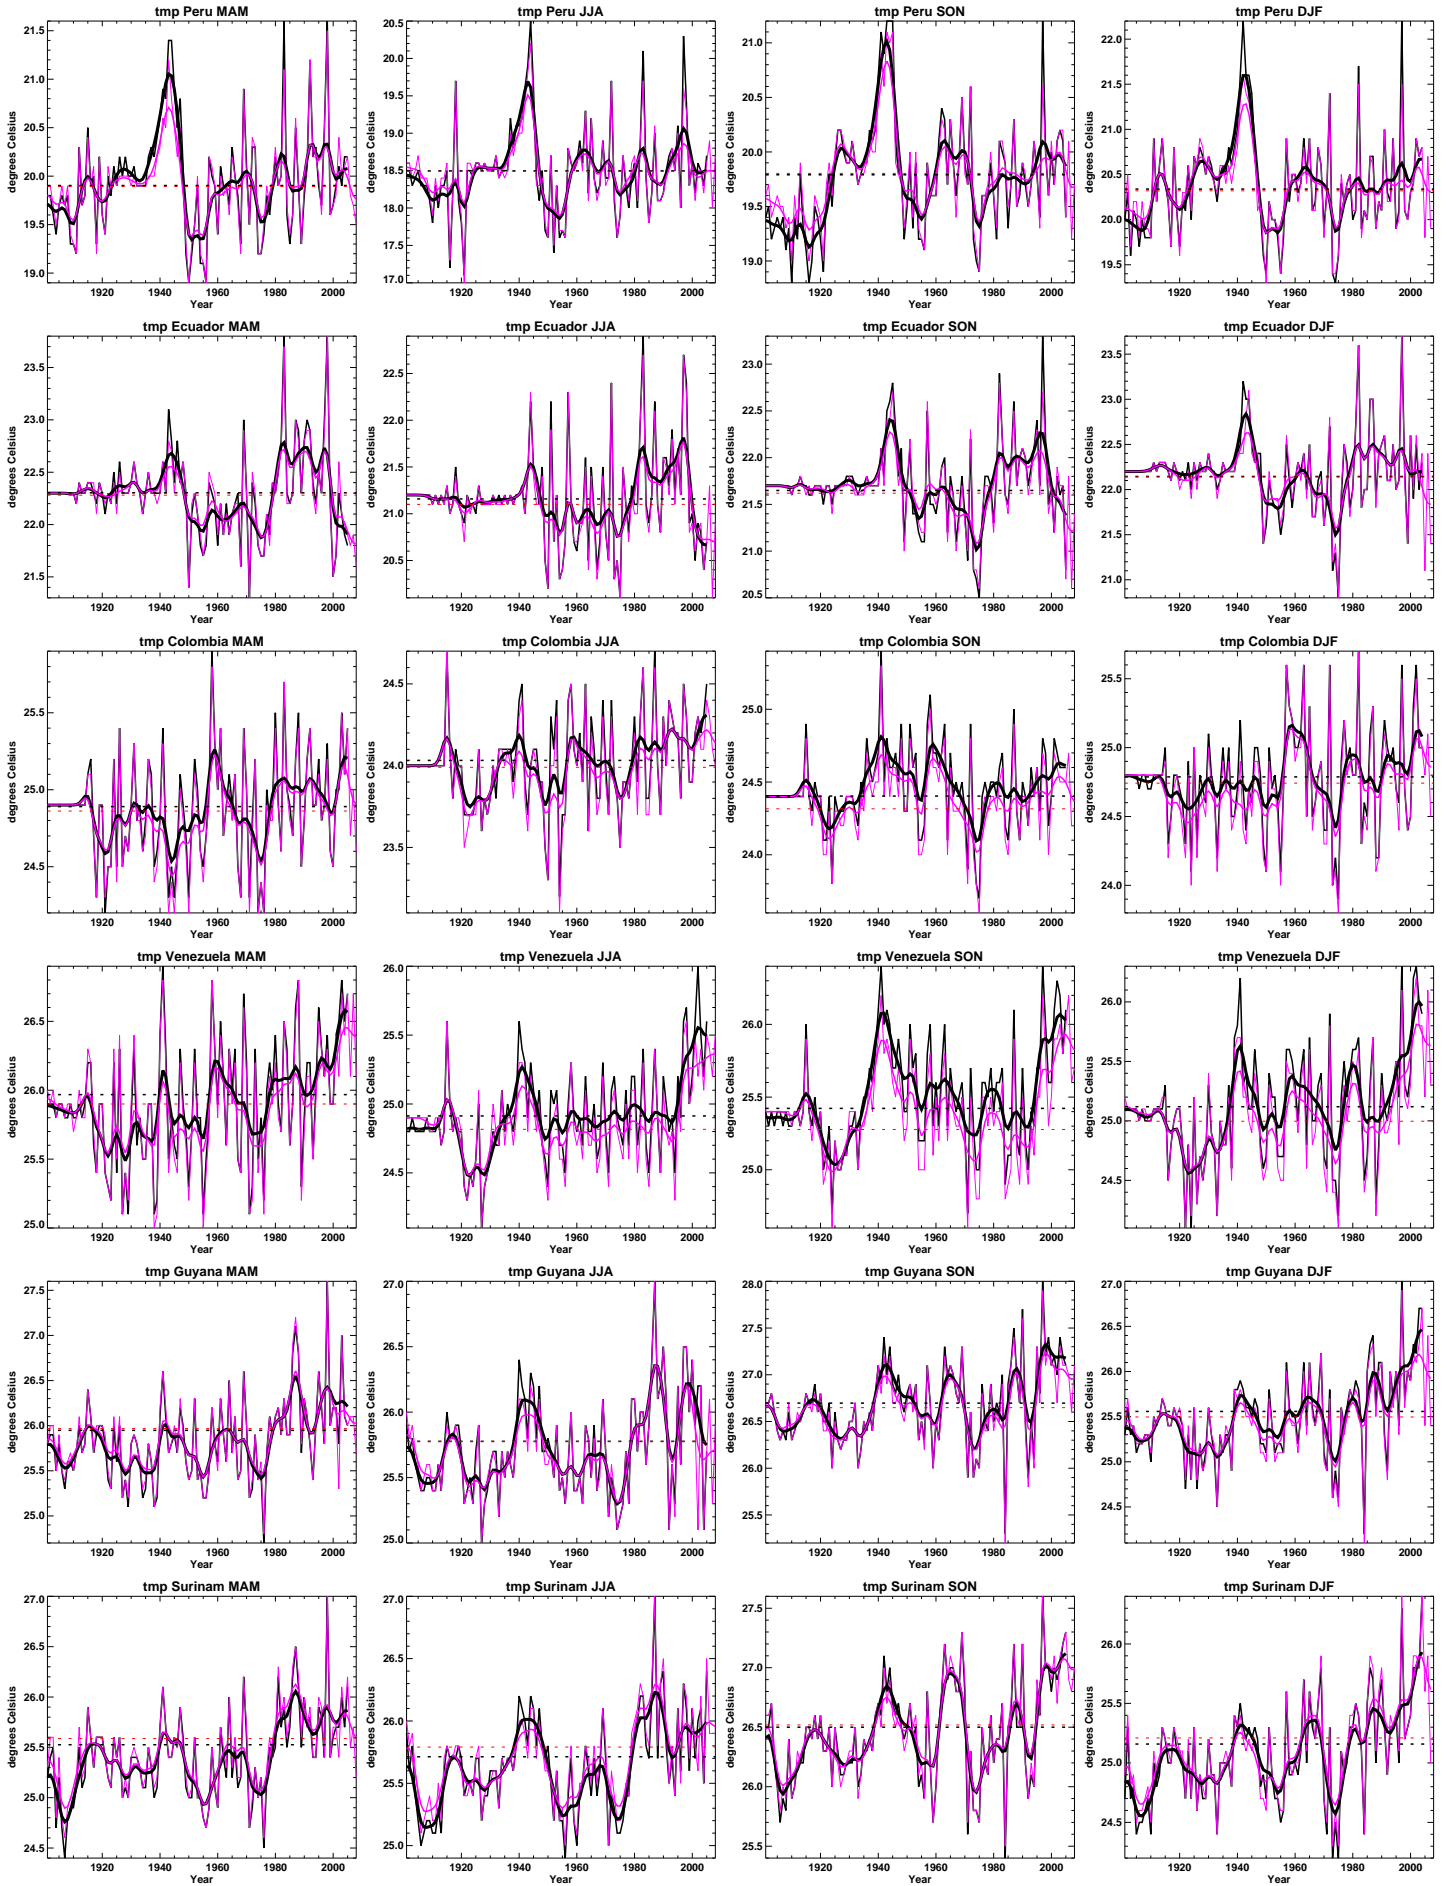 tmp Peru MAM
tmp Peru JJA
tmp Peru SON
tmp Peru DJF
degrees Celsius
21.5
21.0
20.5
20.0
19.5
19.0
1920 1940 1960 1980 2000
Year
degrees Celsius
20.5
20.0
19.5
19.0
18.5
18.0
17.5
17.0
1920 1940 1960 1980 2000
Year
degrees Celsius
21.0
20.5
20.0
19.5
19.0
1920 1940 1960 1980 2000
Year
degrees Celsius
22.0
21.5
21.0
20.5
20.0
19.5
1920 1940 1960 1980 2000
Year
tmp Ecuador MAM
tmp Ecuador JJA
tmp Ecuador SON
tmp Ecuador DJF
degrees Celsius
23.5
23.0
22.5
22.0
21.5
1920 1940 1960 1980 2000
Year
degrees Celsius
22.5
22.0
21.5
21.0
20.5
1920 1940 1960 1980 2000
Year
degrees Celsius
23.0
22.5
22.0
21.5
21.0
20.5
1920 1940 1960 1980 2000
Year
degrees Celsius
23.5
23.0
22.5
22.0
21.5
21.0
1920 1940 1960 1980 2000
Year
tmp Colombia MAM
tmp Colombia JJA
tmp Colombia SON
tmp Colombia DJF
degrees Celsius
25.5
25.0
24.5
1920 1940 1960 1980 2000
Year
degrees Celsius
24.5
24.0
23.5
1920 1940 1960 1980 2000
Year
degrees Celsius
25.0
24.5
24.0
1920 1940 1960 1980 2000
Year
degrees Celsius
25.5
25.0
24.5
24.0
1920 1940 1960 1980 2000
Year
tmp Venezuela MAM
tmp Venezuela JJA
tmp Venezuela SON
tmp Venezuela DJF
degrees Celsius
26.5
26.0
25.5
25.0
1920 1940 1960 1980 2000
Year
degrees Celsius
26.0
25.5
25.0
24.5
1920 1940 1960 1980 2000
Year
degrees Celsius
26.0
25.5
25.0
1920 1940 1960 1980 2000
Year
degrees Celsius
26.0
25.5
25.0
24.5
1920 1940 1960 1980 2000
Year
tmp Guyana MAM
tmp Guyana JJA
tmp Guyana SON
tmp Guyana DJF
degrees Celsius
27.5
27.0
26.5
26.0
25.5
25.0
1920 1940 1960 1980 2000
Year
degrees Celsius
27.0
26.5
26.0
25.5
25.0
1920 1940 1960 1980 2000
Year
degrees Celsius
28.0
27.5
27.0
26.5
26.0
25.5
1920 1940 1960 1980 2000
Year
degrees Celsius
27.0
26.5
26.0
25.5
25.0
24.5
1920 1940 1960 1980 2000
Year
tmp Surinam MAM
tmp Surinam JJA
tmp Surinam SON
tmp Surinam DJF
degrees Celsius
27.0
26.5
26.0
25.5
25.0
24.5
1920 1940 1960 1980 2000
Year
degrees Celsius
27.0
26.5
26.0
25.5
25.0
1920 1940 1960 1980 2000
Year
degrees Celsius
27.5
27.0
26.5
26.0
25.5
1920 1940 1960 1980 2000
Year
degrees Celsius
26.0
25.5
25.0
24.5
1920 1940 1960 1980 2000
Year